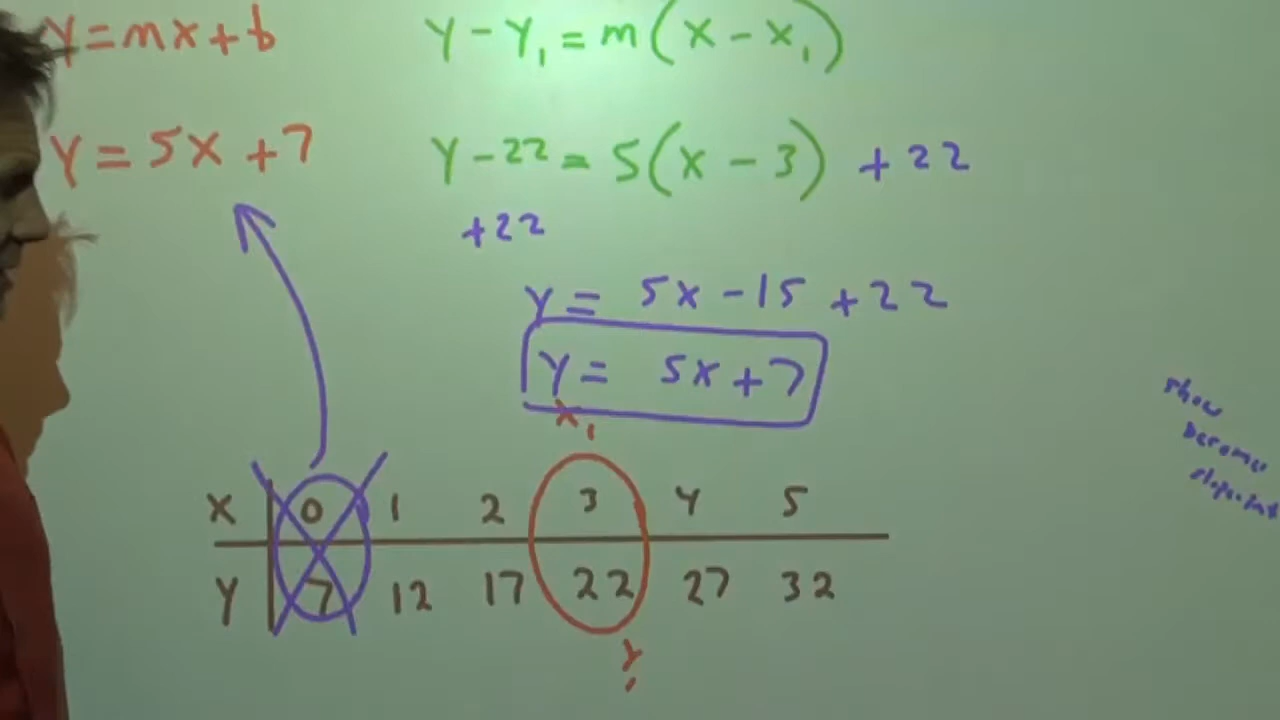 y = mx + b
y - y₁ = m(x - x₁)
y = 5x + 7
y - 22 = 5(x - 3) + 22
+22
y = 5x - 15 + 22
y = 5x + 7
x₁
x 0 1 2 3 4 5
y 7 12 17 22 27 32
y₁
show